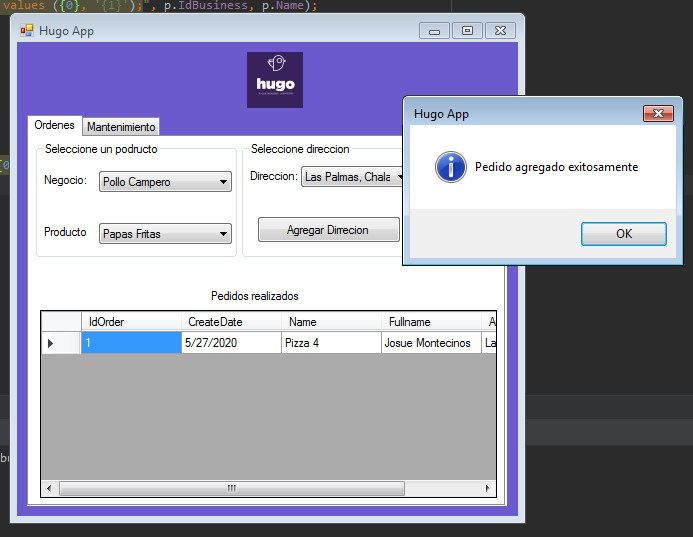 values ({0}, '{1}');", p.IdBusiness, p.Name);
Hugo App
hugo
Ordenes
Mantenimiento
Seleccione un podructo
Negocio:
Pollo Campero
Producto
Papas Fritas
Seleccione direccion
Direccion:
Las Palmas, Chala
Agregar Dirrecion
Hugo App
Pedido agregado exitosamente
OK
Pedidos realizados
IdOrder CreateDate Name Fullname A
1 5/27/2020 Pizza 4 Josue Montecinos La